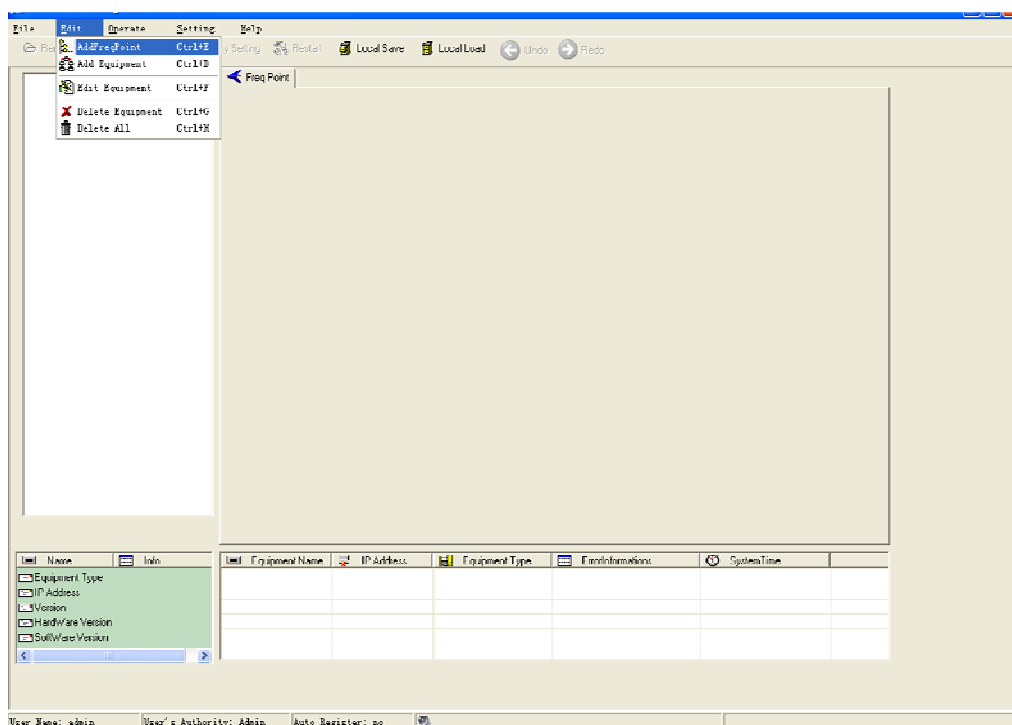 File Edit Operate Setting Help
Restart Local Save Local Load Undo Redo
AddFreqPoint Ctrl+E
Add Equipment Ctrl+D
Edit Equipment Ctrl+F
Delete Equipment Ctrl+G
Delete All Ctrl+H
Freq Point
Name Info
Equipment Type
IP Address
Version
HardWare Version
SoftWare Version
Equipment Name IP Address Equipment Type ErrorInformations SystemTime
User Name: admin User's Authority: Admin Auto Register: no